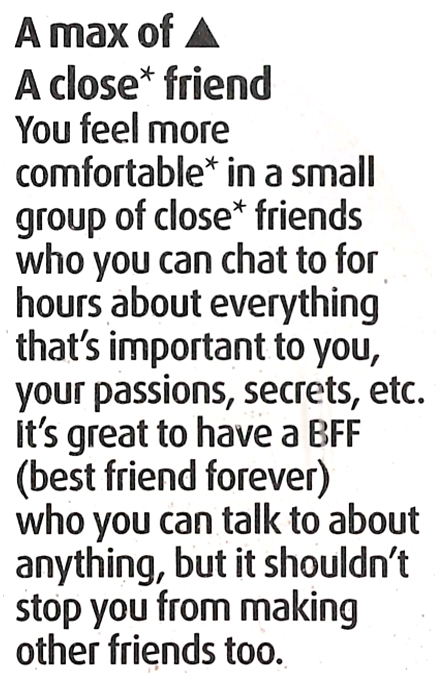 A max of ▲
A close* friend
You feel more
comfortable* in a small
group of close* friends
who you can chat to for
hours about everything
that's important to you,
your passions, secrets, etc.
It's great to have a BFF
(best friend forever)
who you can talk to about
anything, but it shouldn't
stop you from making
other friends too.